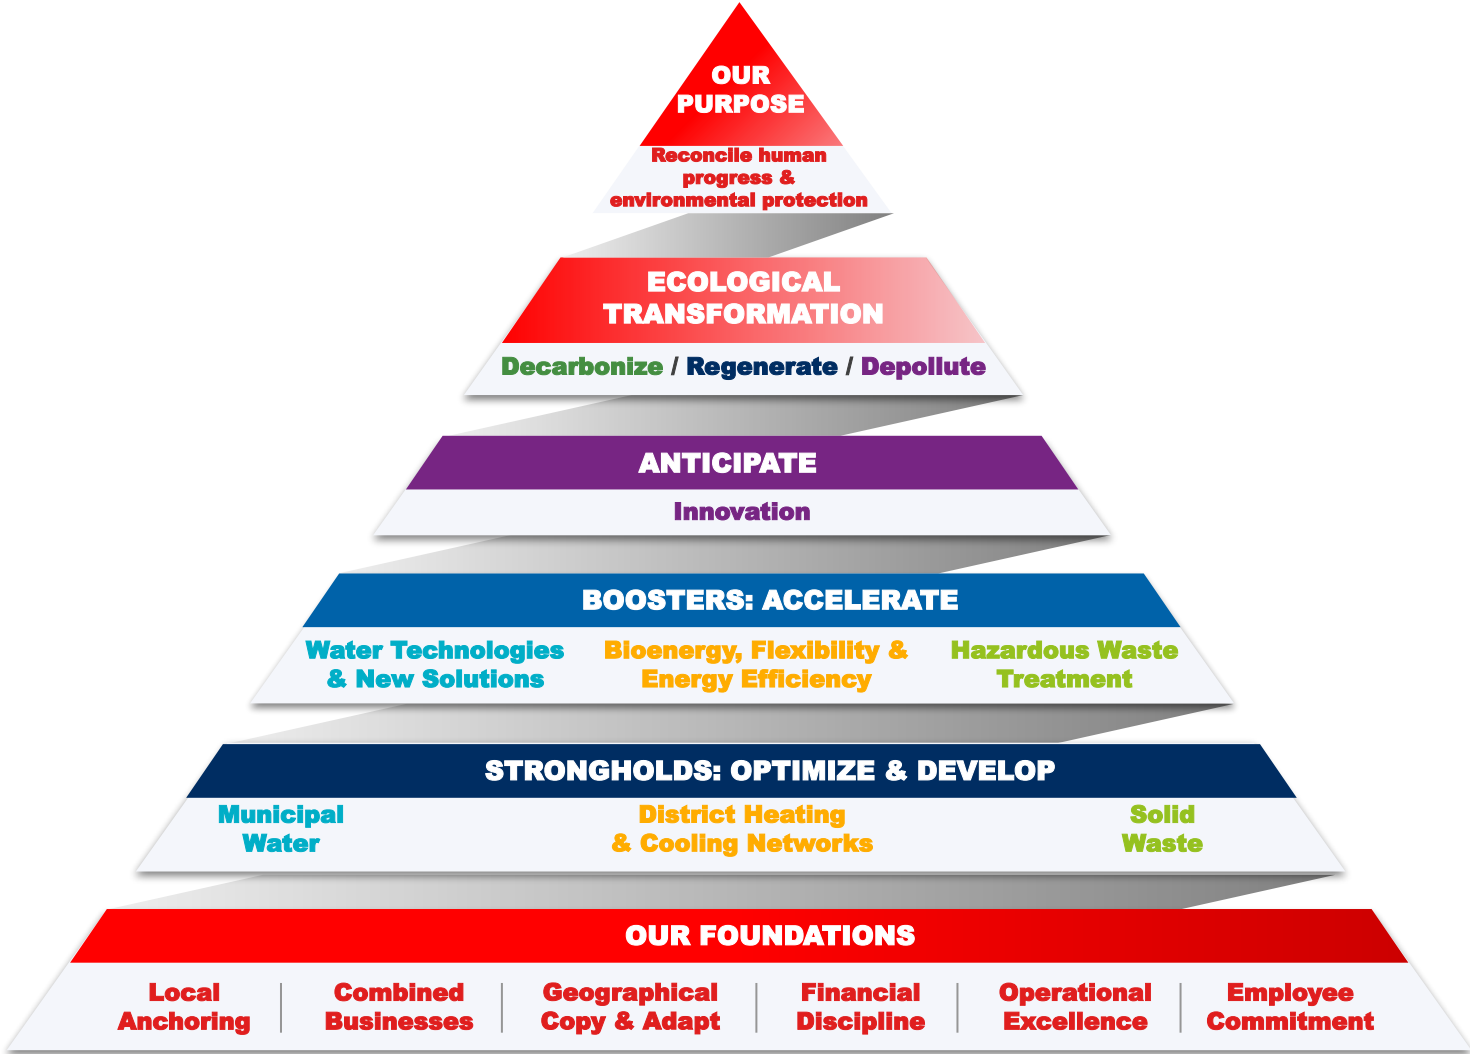 OUR
PURPOSE
Reconcile human
progress &
environmental protection
ECOLOGICAL
TRANSFORMATION
Decarbonize / Regenerate / Depollute
ANTICIPATE
Innovation
BOOSTERS: ACCELERATE
Water Technologies
& New Solutions
Bioenergy, Flexibility &
Energy Efficiency
Hazardous Waste
Treatment
STRONGHOLDS: OPTIMIZE & DEVELOP
Municipal
Water
District Heating
& Cooling Networks
Solid
Waste
OUR FOUNDATIONS
Local
Anchoring
Combined
Businesses
Geographical
Copy & Adapt
Financial
Discipline
Operational
Excellence
Employee
Commitment